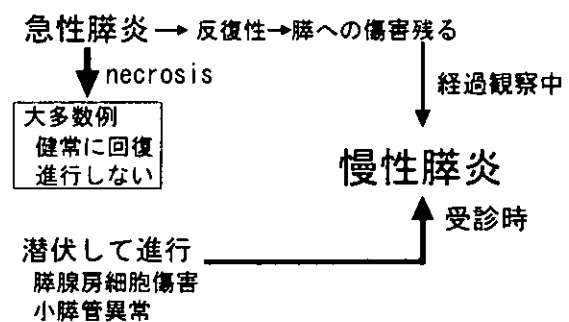 急性膵炎→反復性→膵への傷害残る
necrosis
経過観察中
大多数例
健常に回復
進行しない
慢性膵炎
受診時
潜伏して進行
膵腺房細胞傷害
小膵管異常